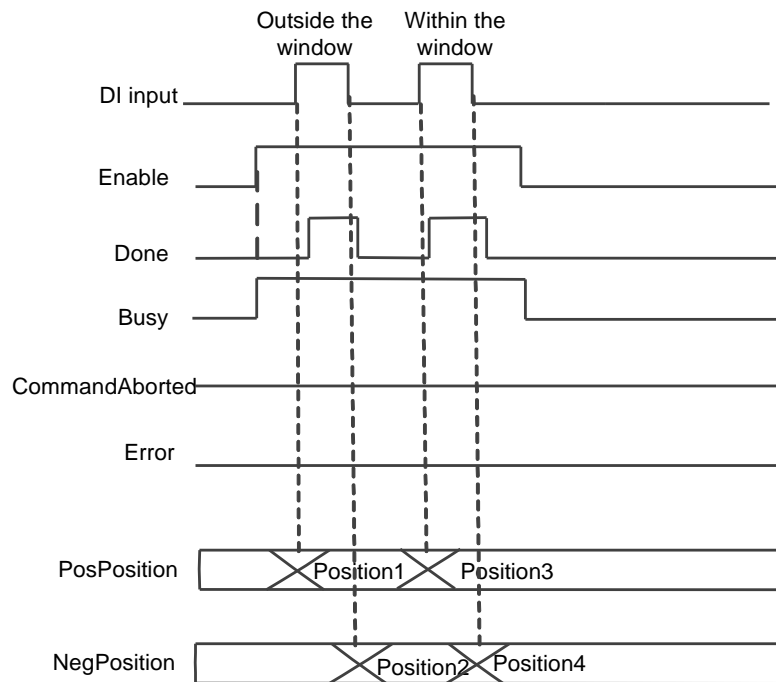 Outside the
window
Within the
window
DI input
Enable
Done
Busy
CommandAborted
Error
PosPosition
Position1
Position3
NegPosition
Position2
Position4